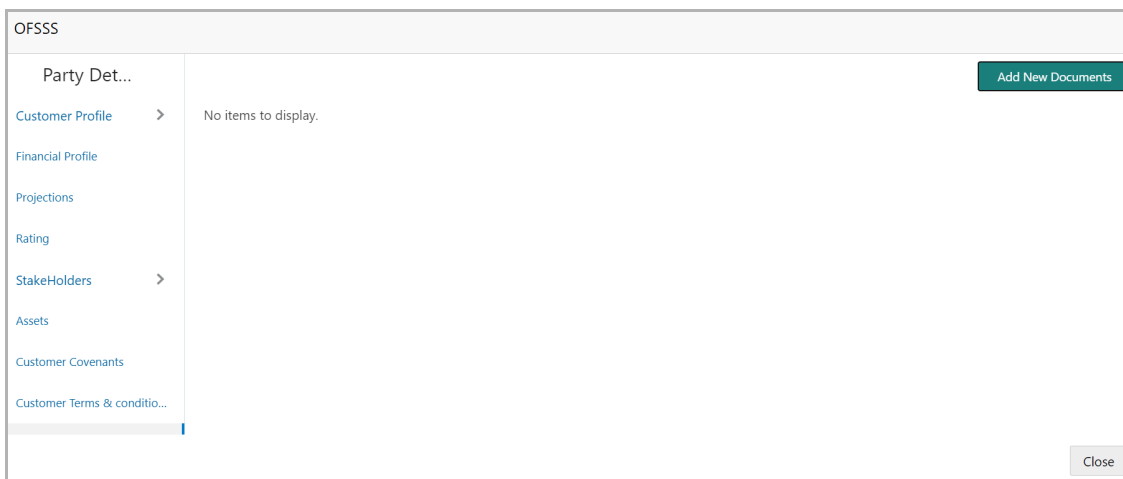 OFSSS
Party Det...
Add New Documents
Customer Profile
No items to display.
Financial Profile
Projections
Rating
StakeHolders
Assets
Customer Covenants
Customer Terms & conditio...
Close